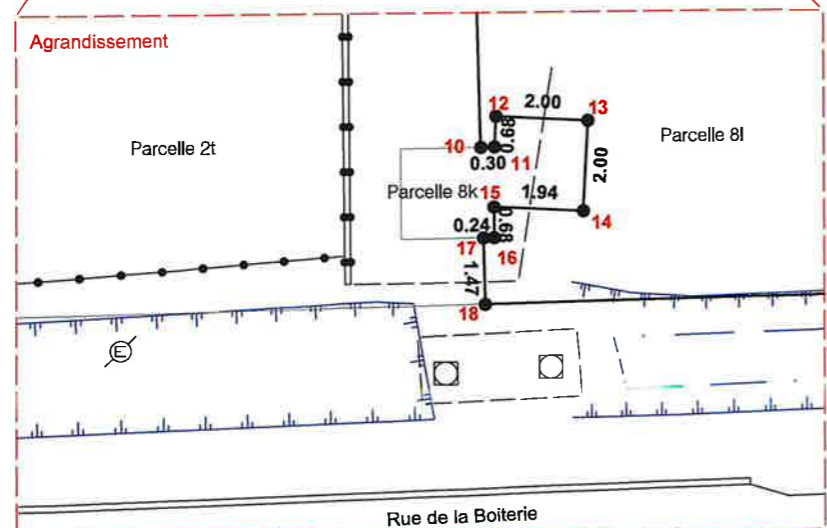 Agrandissement
12
2.00
13
Parcelle 2t
10
0.68
Parcelle 8l
0.30
11
2.00
Parcelle 8k
15
1.94
14
0.24
0.68
17
16
1.47
18
E
Rue de la Boiterie